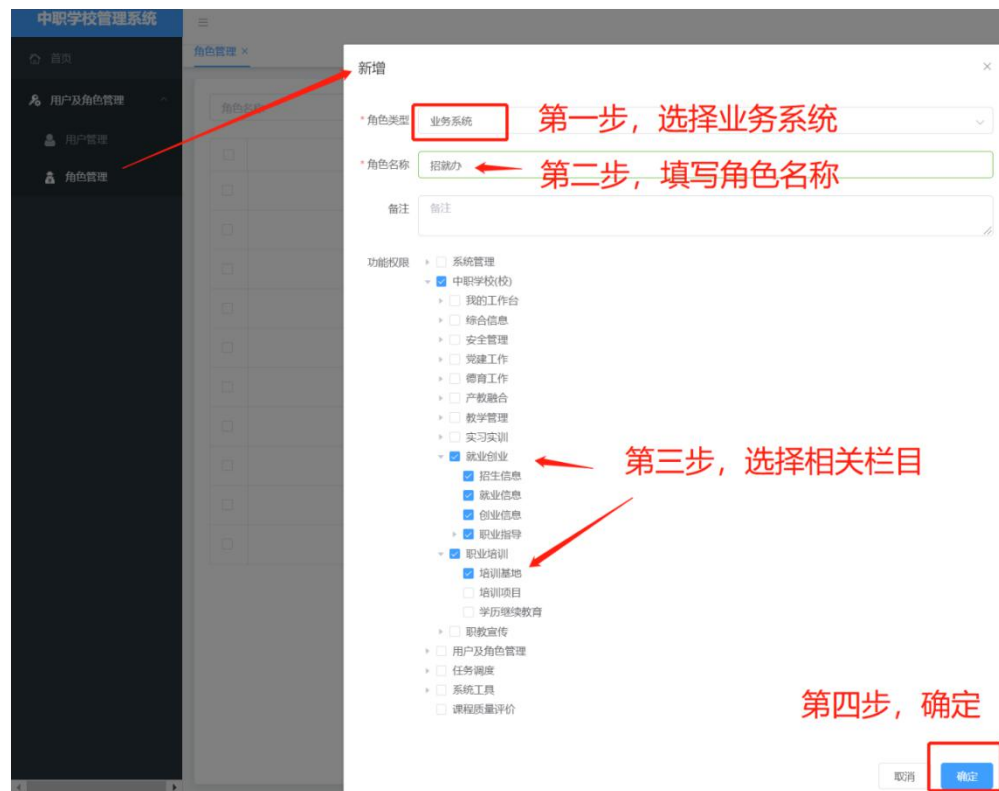 中职学校管理系统
首页
用户及角色管理
用户管理
角色管理
角色管理 ×
角色名称
新增
* 角色类型 业务系统
第一步，选择业务系统
* 角色名称 招就办
第二步，填写角色名称
备注 备注
功能权限 系统管理
中职学校(校)
我的工作台
综合信息
安全管理
党建工作
德育工作
产教融合
教学管理
实习实训
就业创业
第三步，选择相关栏目
招生信息
就业信息
创业信息
职业指导
职业培训
培训基地
培训项目
学历继续教育
职教宣传
用户及角色管理
任务调度
系统工具
课程质量评价
第四步，确定
取消 确定